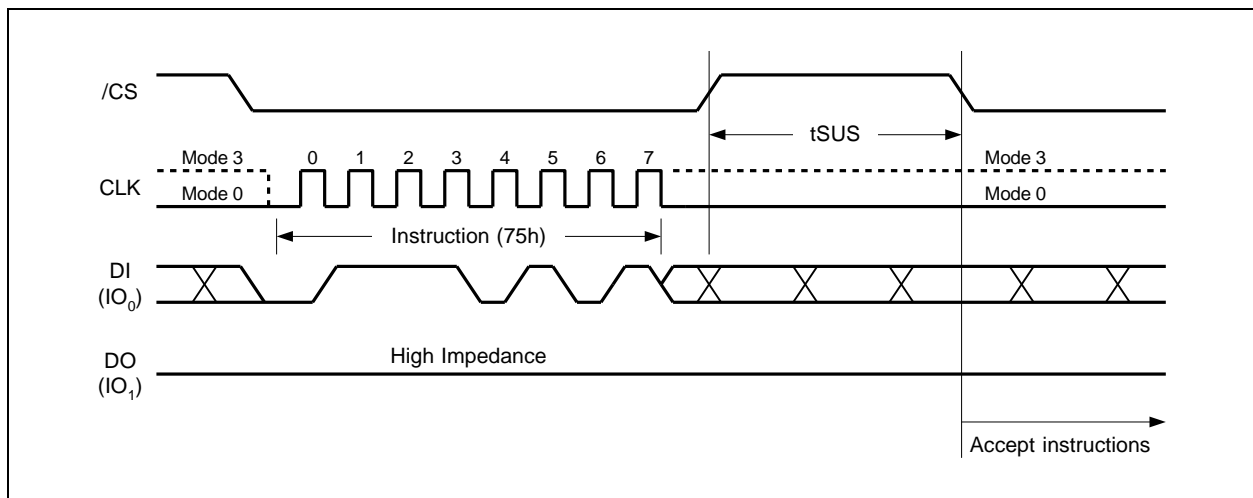 /CS
tSUS
Mode 3 0 1 2 3 4 5 6 7 Mode 3
CLK
Mode 0 Mode 0
Instruction (75h)
DI
(IO₀)
High Impedance
DO
(IO₁)
Accept instructions